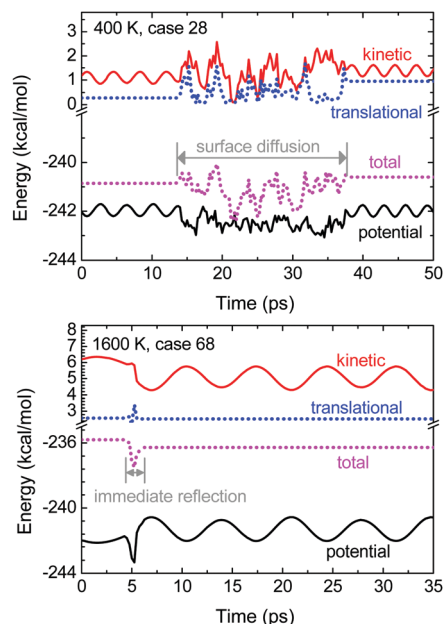 400 K, case 28
3
2
1
0
-240
-242
-244
Energy (kcal/mol)
kinetic
translational
surface diffusion
total
potential
0 10 20 30 40 50
Time (ps)
1600 K, case 68
8
7
6
5
4
3
-236
-240
-244
Energy (kcal/mol)
kinetic
translational
total
immediate reflection
potential
0 5 10 15 20 25 30 35
Time (ps)